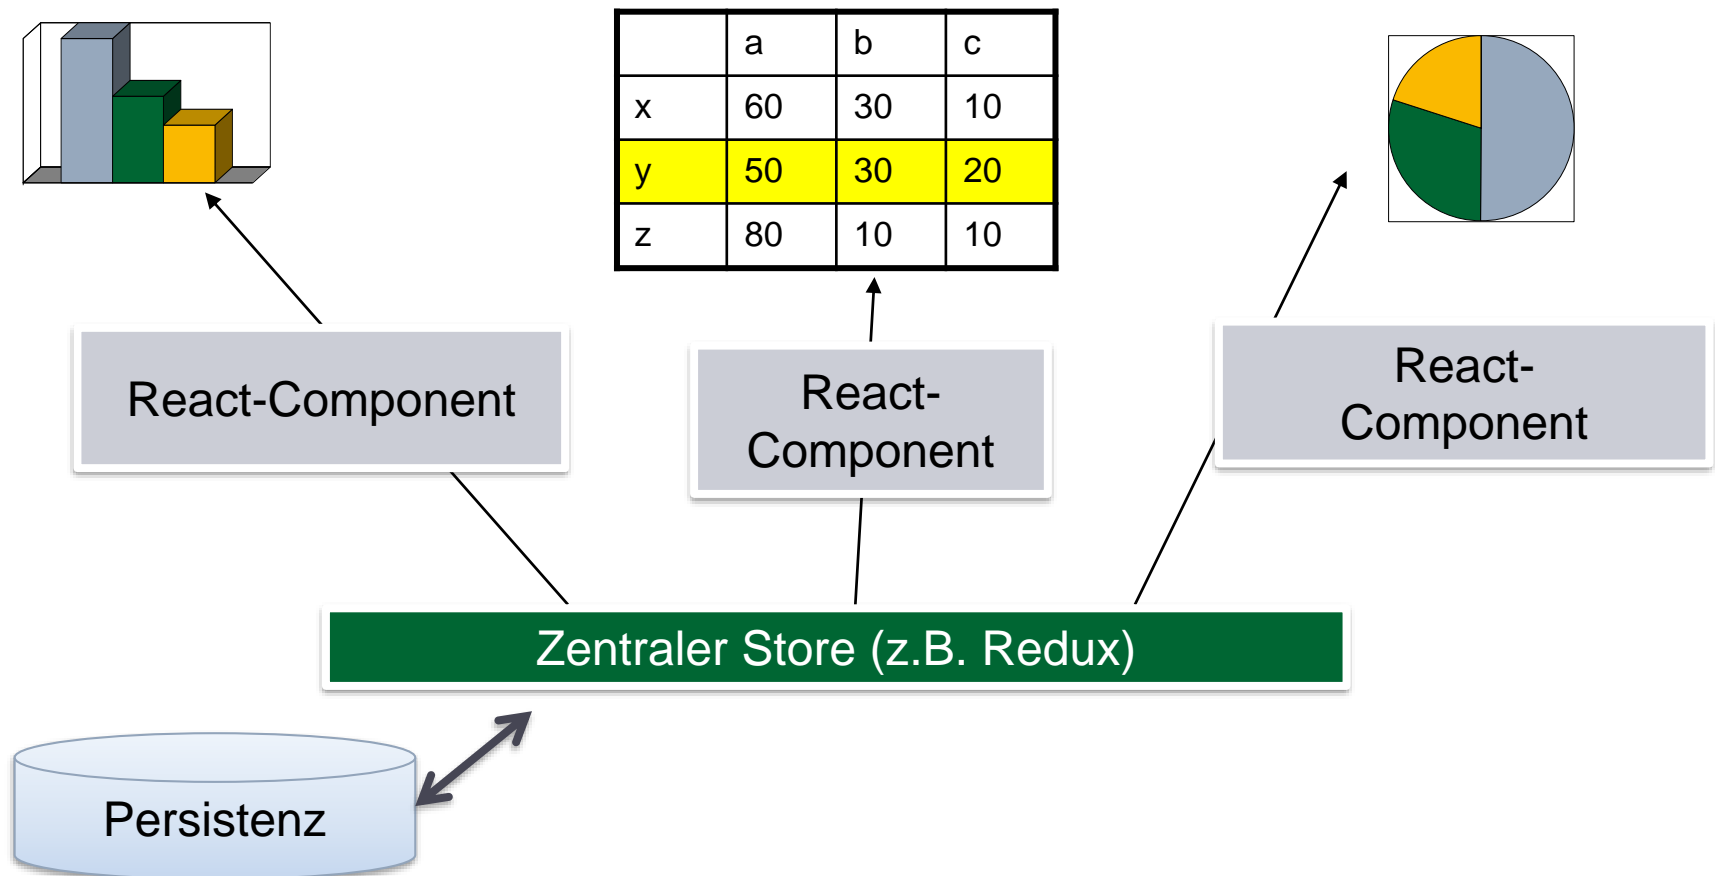 a b c
x 60 30 10
y 50 30 20
z 80 10 10
React-Component
React-
Component
React-
Component
Zentraler Store (z.B. Redux)
Persistenz